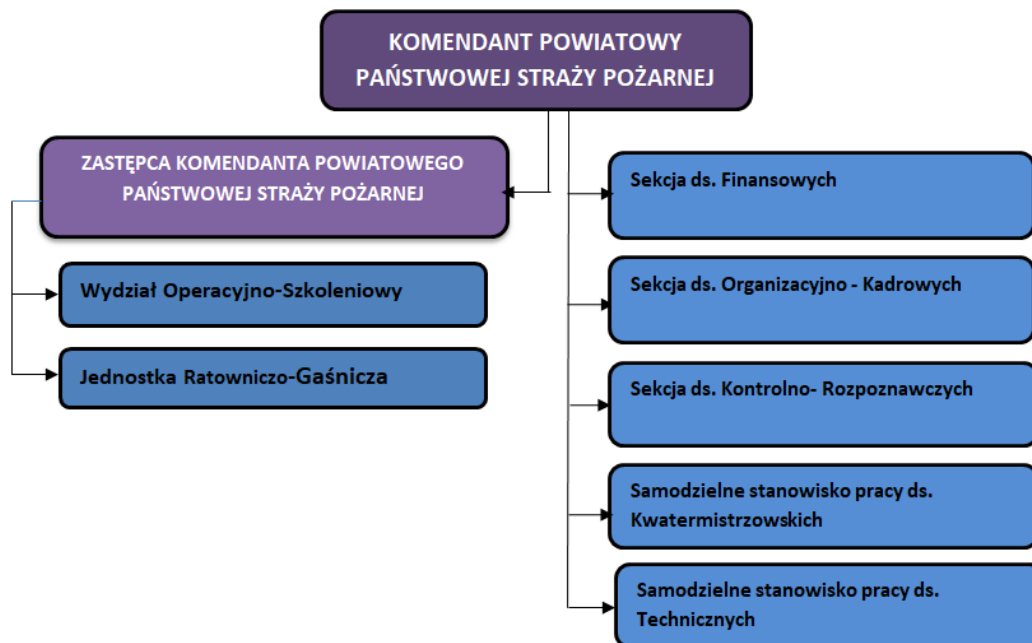 KOMENDANT POWIATOWY
PAŃSTWOWEJ STRAŻY POŻARNEJ
ZASTĘPCA KOMENDANTA POWIATOWEGO
PAŃSTWOWEJ STRAŻY POŻARNEJ
Wydział Operacyjno-Szkoleniowy
Jednostka Ratowniczo-Gaśnicza
Sekcja ds. Finansowych
Sekcja ds. Organizacyjno - Kadrowych
Sekcja ds. Kontrolno- Rozpoznawczych
Samodzielne stanowisko pracy ds.
Kwatermistrzowskich
Samodzielne stanowisko pracy ds.
Technicznych